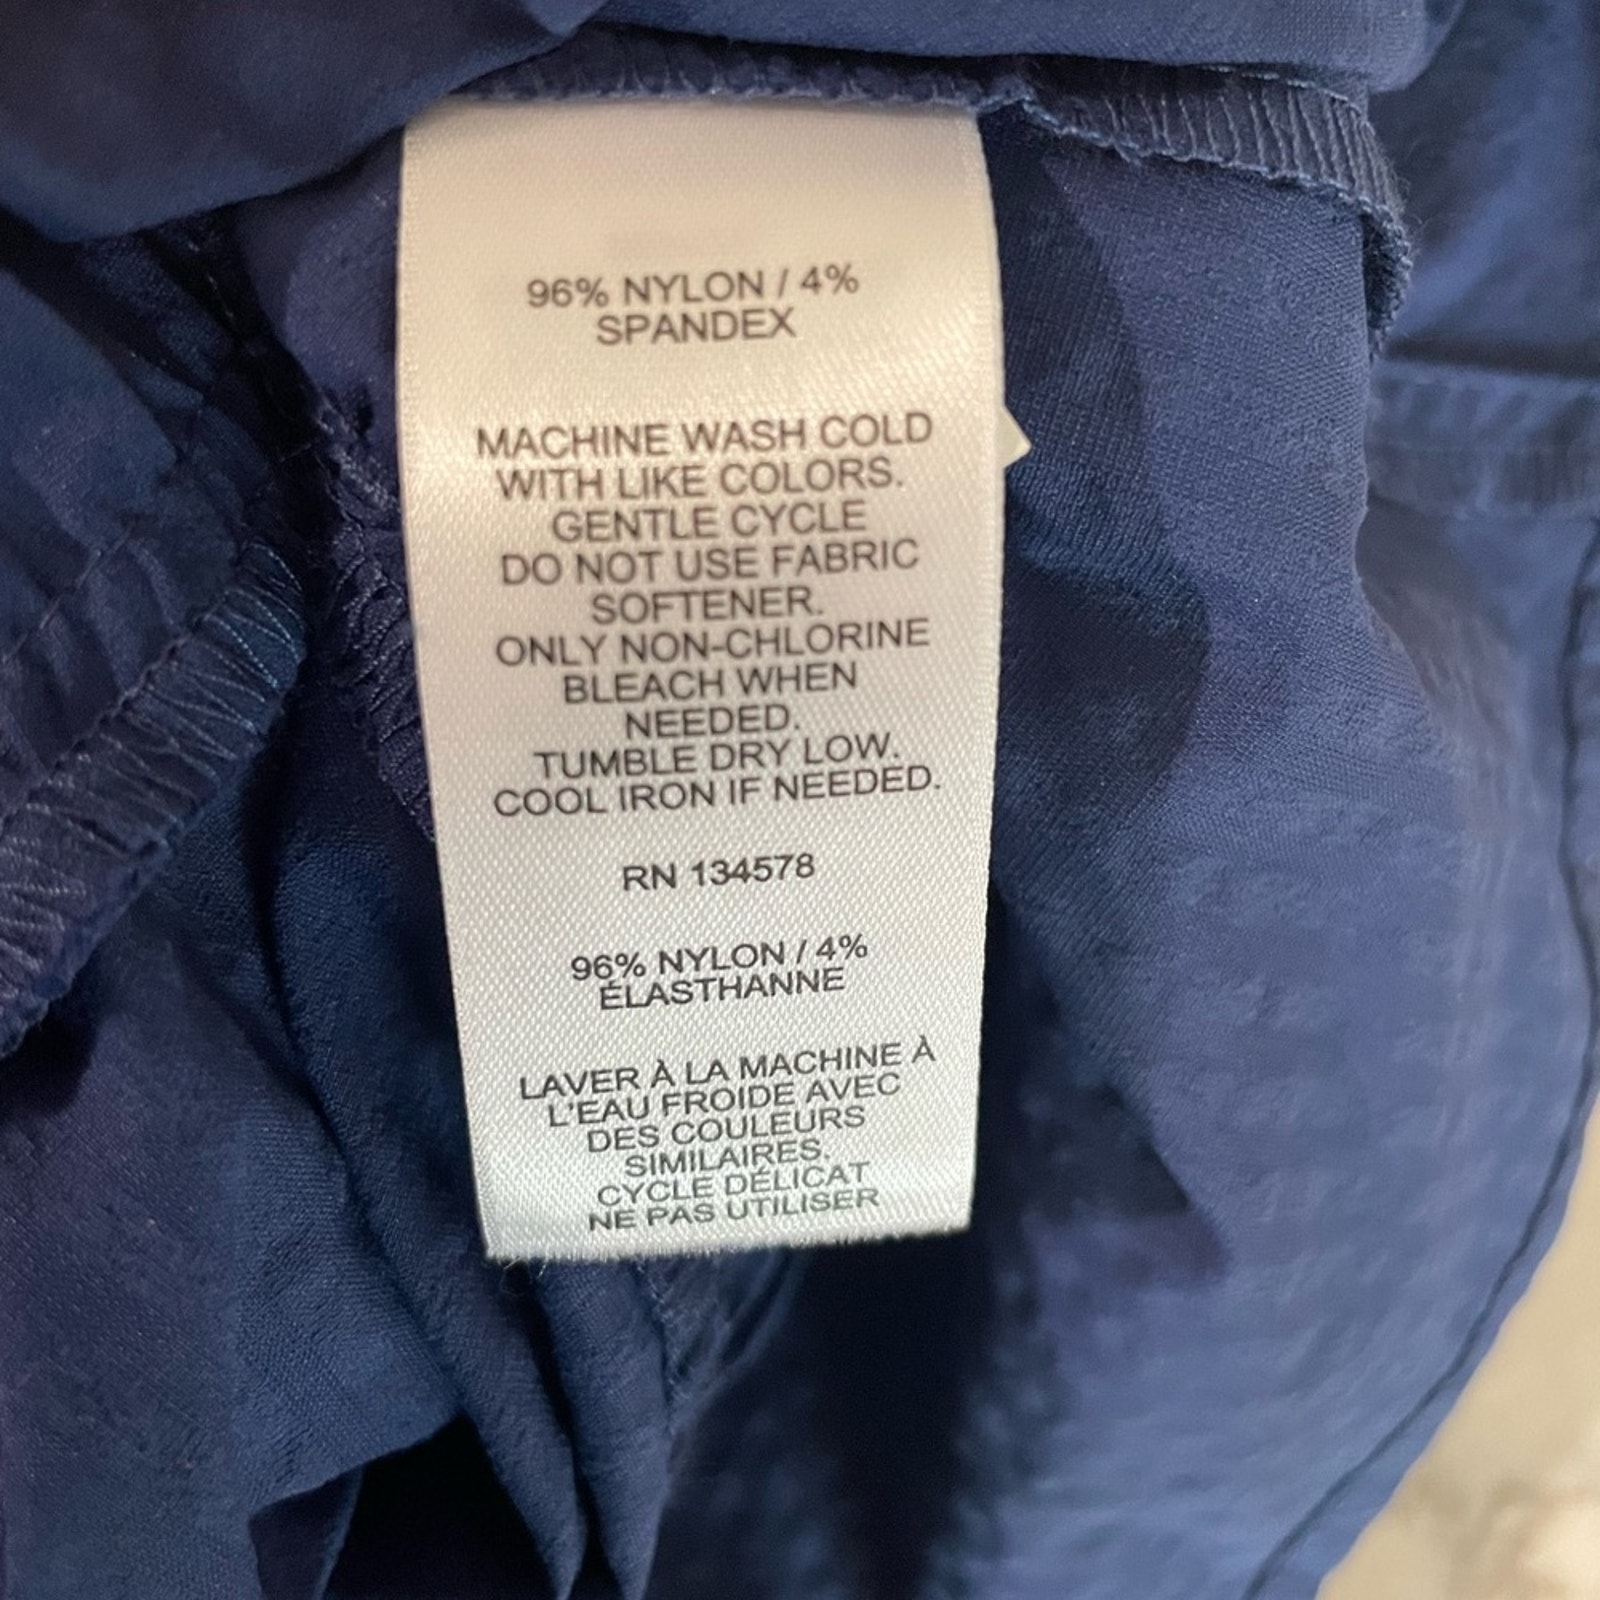 96% NYLON / 4%
SPANDEX
MACHINE WASH COLD
WITH LIKE COLORS.
GENTLE CYCLE
DO NOT USE FABRIC
SOFTENER.
ONLY NON-CHLORINE
BLEACH WHEN
NEEDED.
TUMBLE DRY LOW.
COOL IRON IF NEEDED.
RN 134578
96% NYLON / 4%
ÉLASTHANNE
LAVER À LA MACHINE À
L'EAU FROIDE AVEC
DES COULEURS
SIMILAIRES.
CYCLE DÉLICAT
NE PAS UTILISER